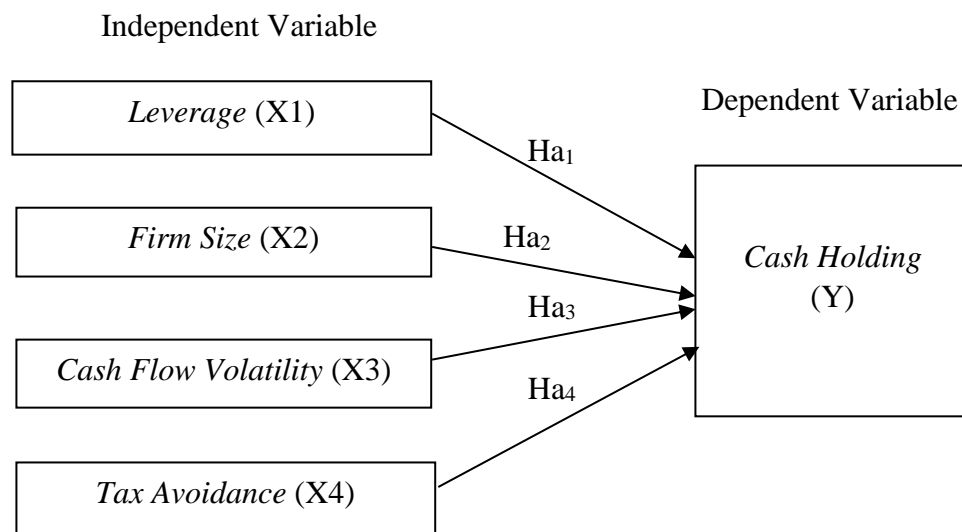 Independent Variable
Leverage (X1)
Firm Size (X2)
Cash Flow Volatility (X3)
Tax Avoidance (X4)
Ha1
Ha2
Ha3
Ha4
Dependent Variable
Cash Holding
(Y)